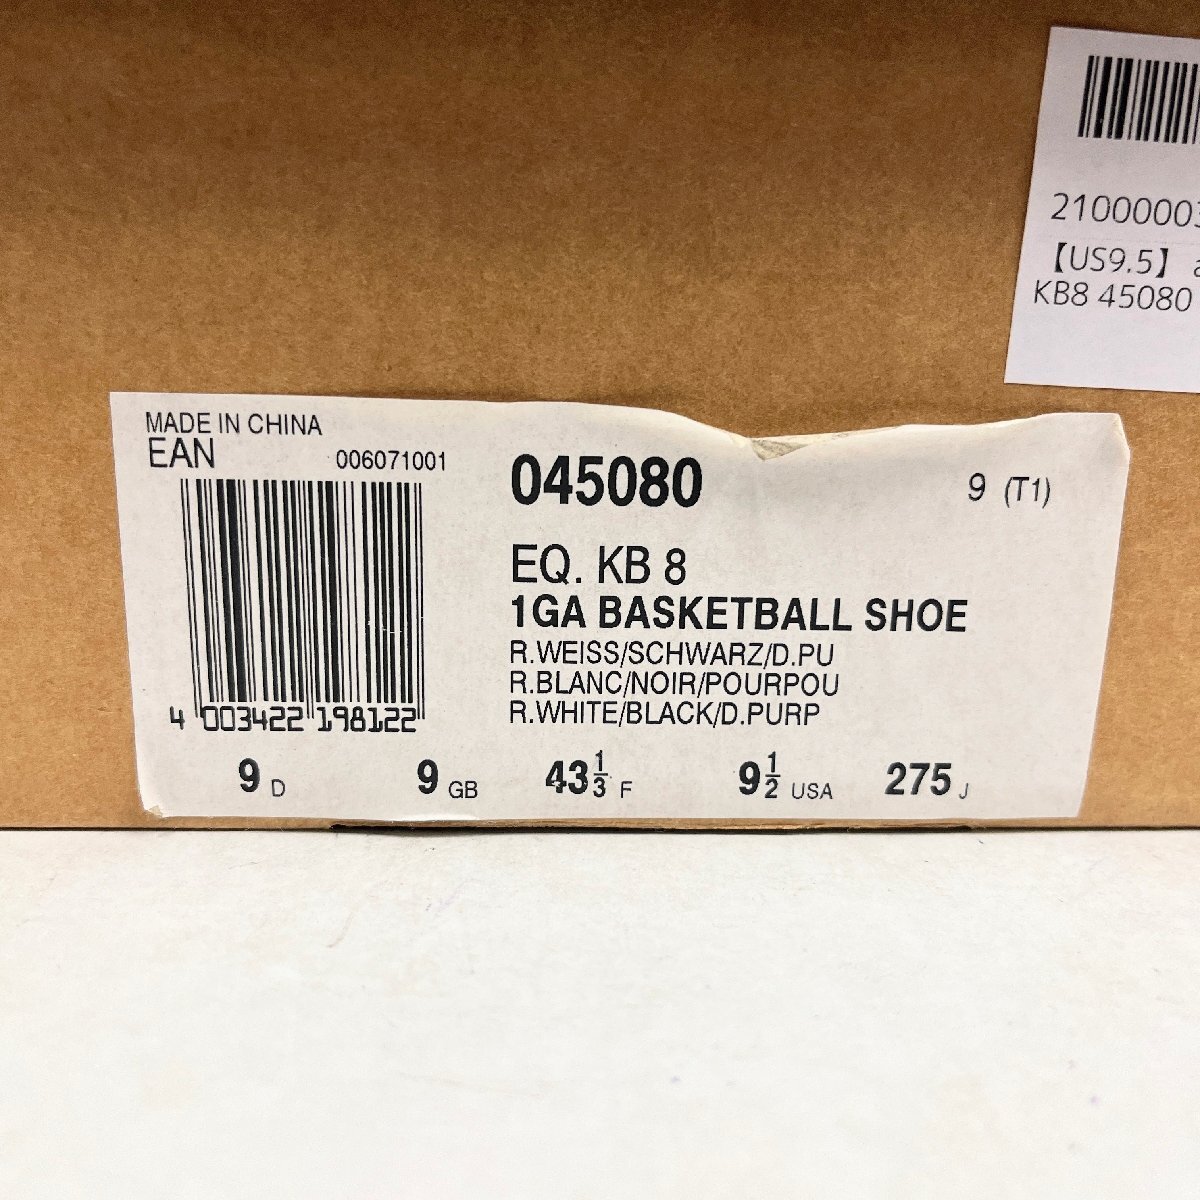 21000003
【US9.5】
KB8 45080
MADE IN CHINA
EAN
006071001
045080
9 (T1)
EQ. KB 8
1GA BASKETBALL SHOE
R.WEISS/SCHWARZ/D.PU
R.BLANC/NOIR/POURPOU
R.WHITE/BLACK/D.PURP
4 003422 198122
9 D 9 GB 43 1/3 F 9 1/2 USA 275 J